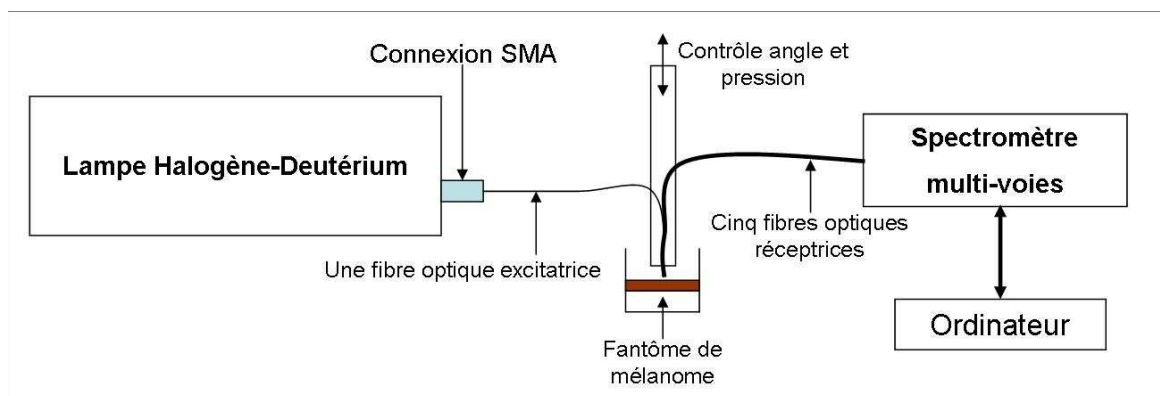 Connexion SMA
Contrôle angle et
pression
Lampe Halogène-Deutérium
Spectromètre
multi-voies
Une fibre optique excitatrice
Cinq fibres optiques
réceptrices
Fantôme de
mélanome
Ordinateur